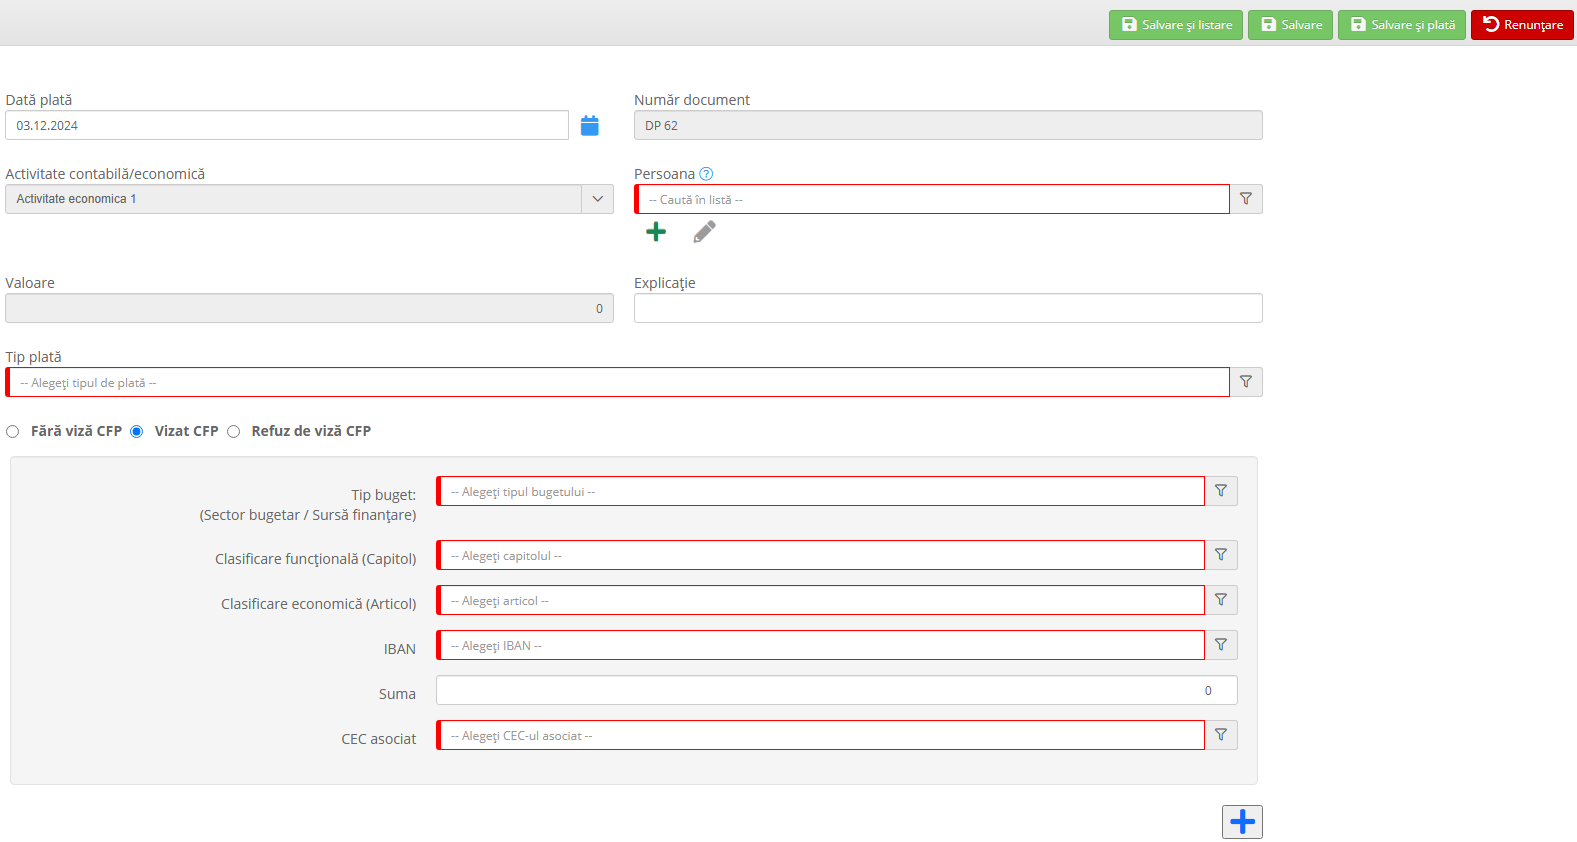 Salvare și listare
Salvare
Salvare și plată
Renunțare
Dată plată
Număr document
03.12.2024
DP 62
Activitate contabilă/economică
Persoana ?
Activitate economica 1
-- Caută în listă --
Valoare
Explicație
0
Tip plată
-- Alegeți tipul de plată --
Fără viză CFP
Vizat CFP
Refuz de viză CFP
Tip buget:
(Sector bugetar / Sursă finanțare)
-- Alegeți tipul bugetului --
Clasificare funcțională (Capitol)
-- Alegeți capitolul --
Clasificare economică (Articol)
-- Alegeți articol --
IBAN
-- Alegeți IBAN --
Suma
0
CEC asociat
-- Alegeți CEC-ul asociat --